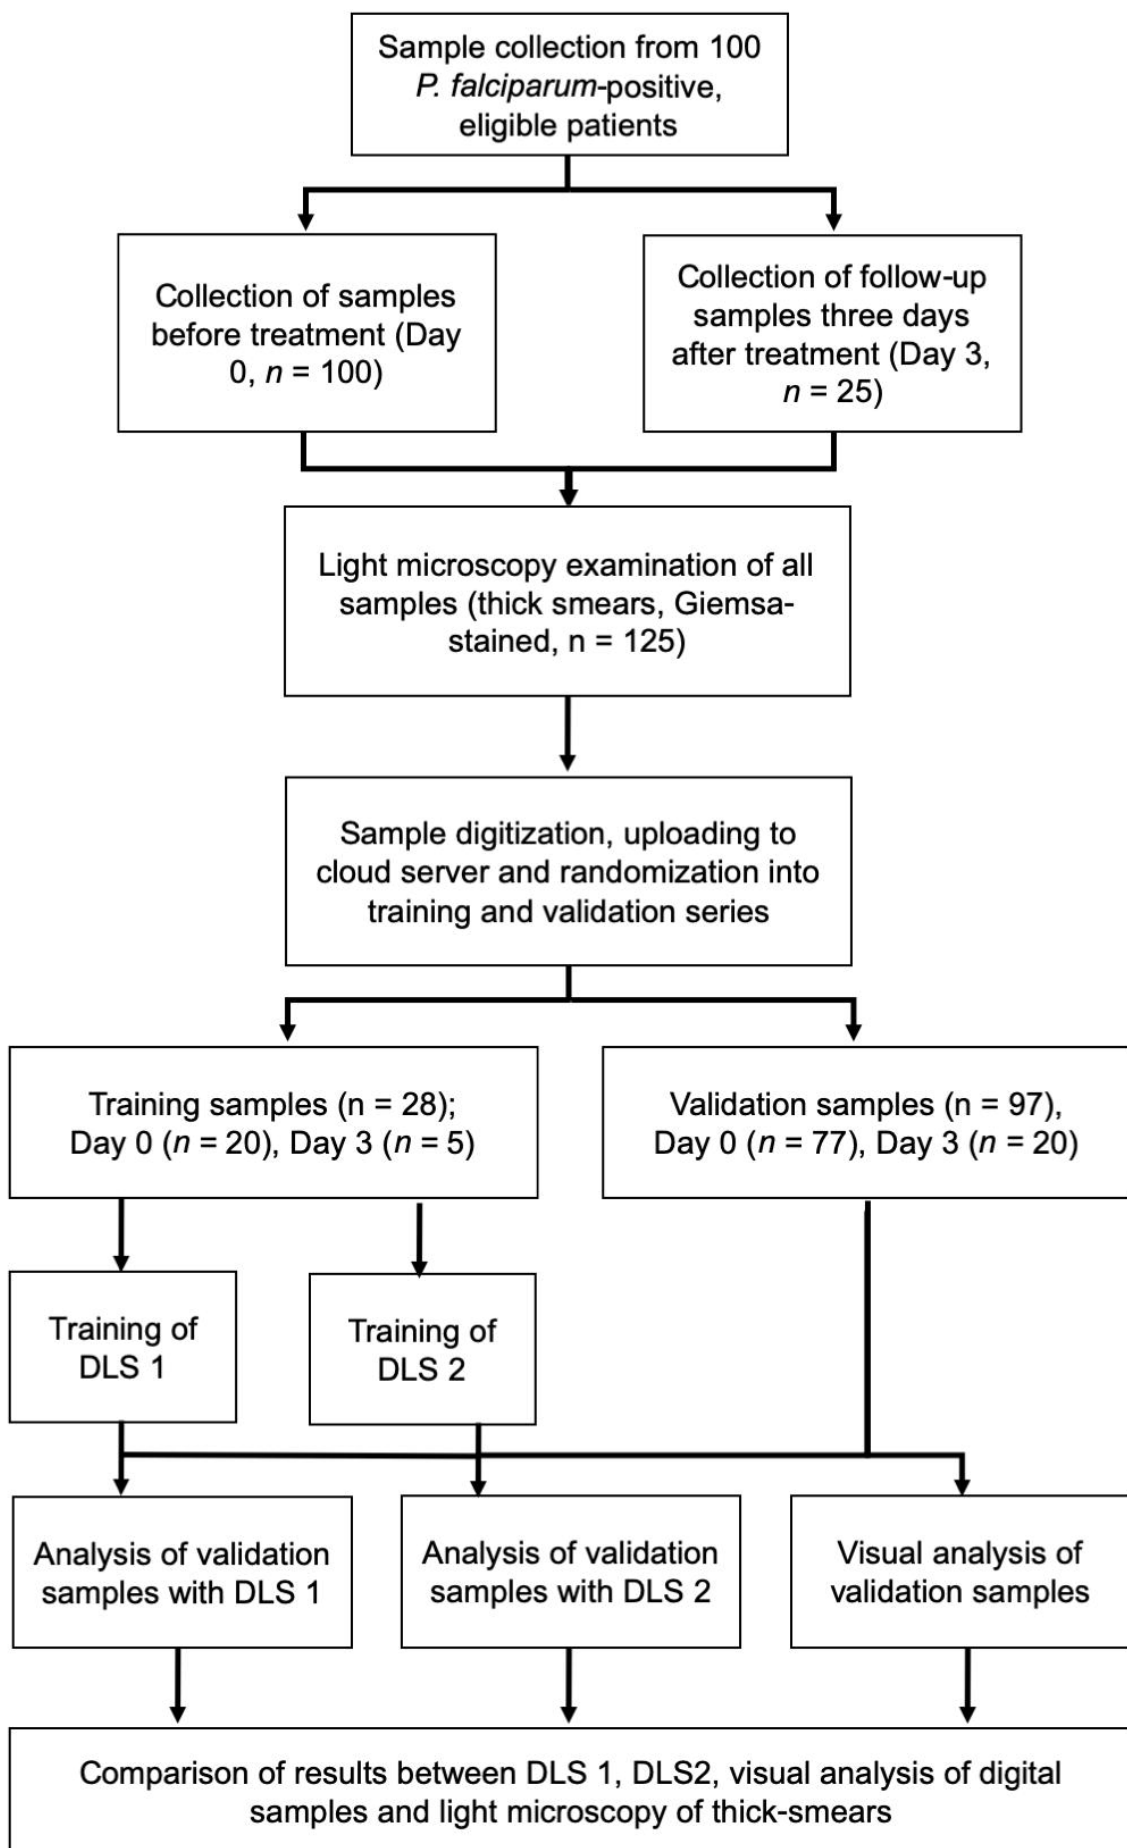 Sample collection from 100
P. falciparum-positive,
eligible patients
Collection of samples
before treatment (Day
0, n = 100)
Collection of follow-up
samples three days
after treatment (Day 3,
n = 25)
Light microscopy examination of all
samples (thick smears, Giemsa-
stained, n = 125)
Sample digitization, uploading to
cloud server and randomization into
training and validation series
Training samples (n = 28);
Day 0 (n = 20), Day 3 (n = 5)
Validation samples (n = 97),
Day 0 (n = 77), Day 3 (n = 20)
Training of
DLS 1
Training of
DLS 2
Analysis of validation
samples with DLS 1
Analysis of validation
samples with DLS 2
Visual analysis of
validation samples
Comparison of results between DLS 1, DLS2, visual analysis of digital
samples and light microscopy of thick-smears